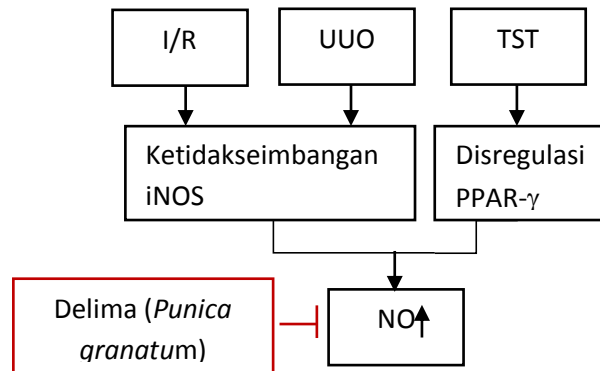 I/R
UUO
TST
Ketidakseimbangan
iNOS
Disregulasi
PPAR-γ
Delima (Punica
granatum)
NO↑